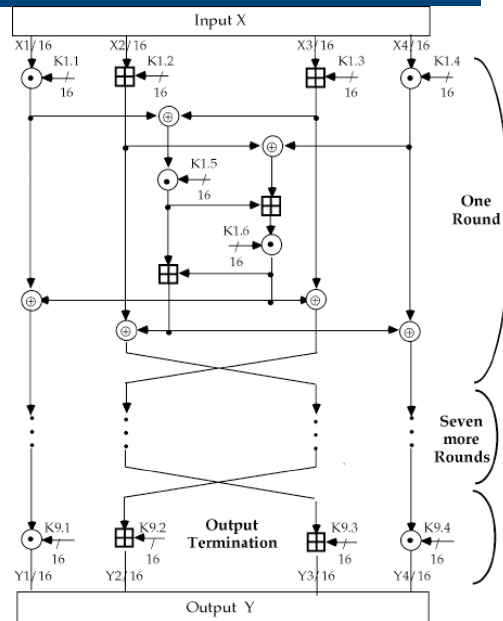 Input X
X1/ 16 X2/ 16 X3/ 16 X4/ 16
K1.1 K1.2 K1.3 K1.4
16 16 16 16
K1.5
16
One
Round
K1.6
16
Seven
more
Rounds
K9.1 K9.2 Output K9.3 K9.4
Termination
16 16 16 16
Y1/ 16 Y2/ 16 Y3/ 16 Y4/ 16
Output Y